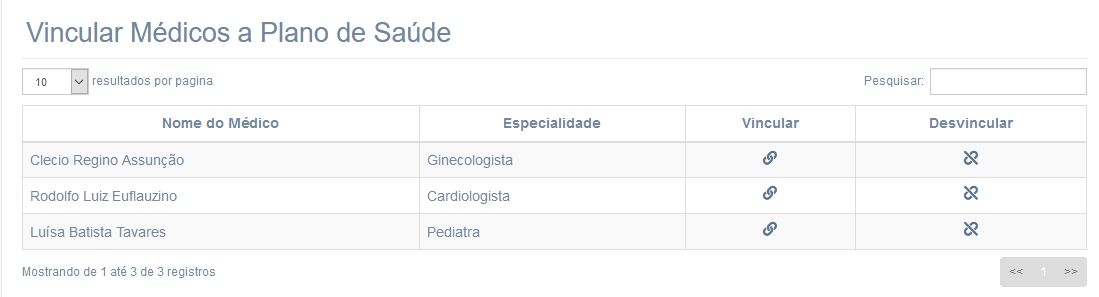 Vincular Médicos a Plano de Saúde
10 resultados por pagina Pesquisar:
Nome do Médico Especialidade Vincular Desvincular
Clecio Regino Assunção Ginecologista
Rodolfo Luiz Euflauzino Cardiologista
Luísa Batista Tavares Pediatra
Mostrando de 1 até 3 de 3 registros << 1 >>